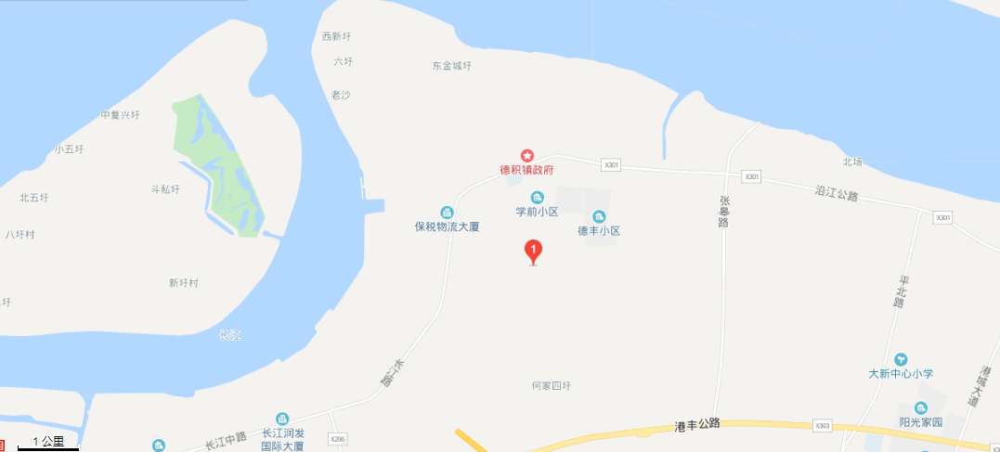 西新圩
六圩
东金城圩
老沙
中复兴圩
小五圩
德积镇政府
X301
X301
北场
斗私圩
北五圩
学前小区
沿江公路
张皋路
保税物流大厦
德丰小区
X301
八圩村
1
新圩村
平北路
长江
长江路
大新中心小学
港城大道
何家四圩
长江润发
国际大厦
长江中路
X206
港丰公路
X303
阳光家园
1 公里